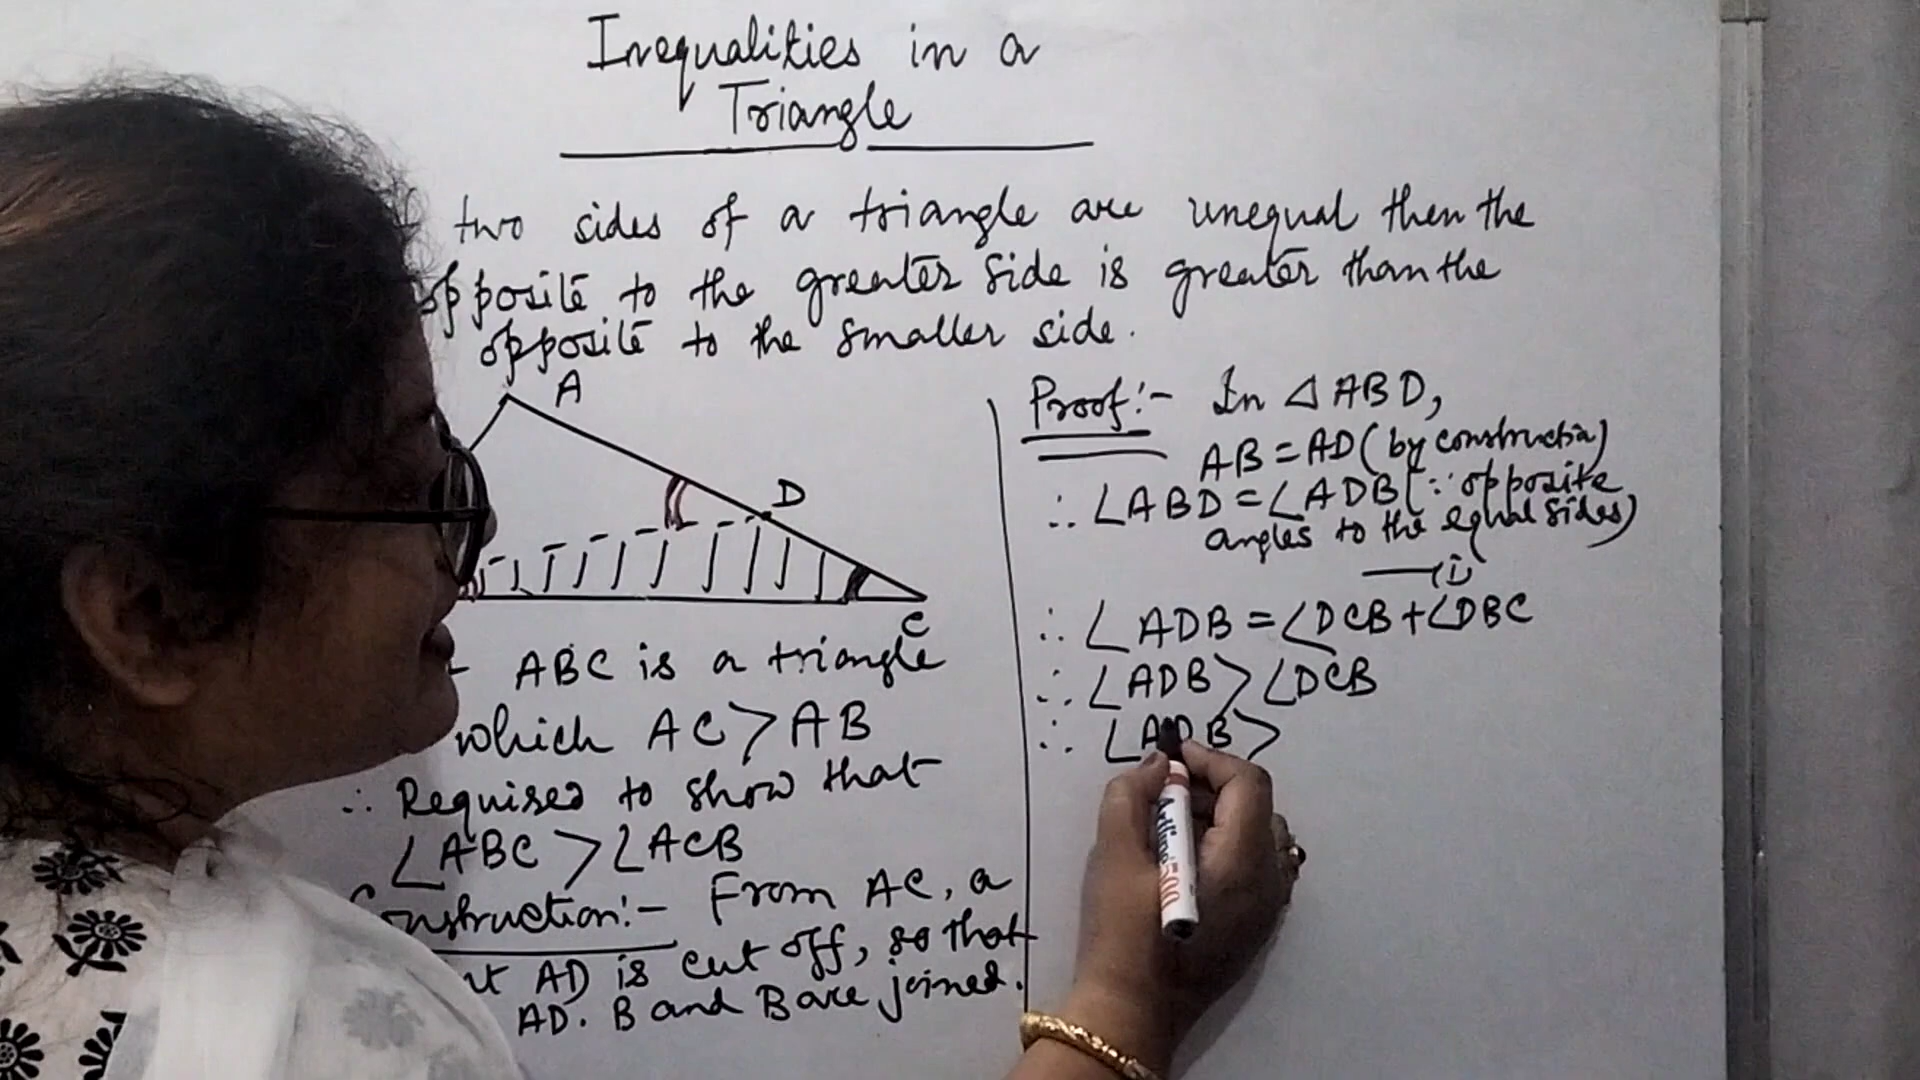 Inequalities in a
Triangle
two sides of a triangle are unequal then the
opposite to the greater side is greater than the
opposite to the smaller side.
A
D
C
ABC is a triangle
which AC > AB
∴ Required to show that
∠ABC > ∠ACB
Construction:- From AC, a
AD is cut off, so that
AD. B and B are joined.
Proof:- In △ABD,
AB = AD (by construction)
∴ ∠ABD = ∠ADB (∵ opposite
angles to the equal sides)
—(i)
∴ ∠ADB = ∠DCB + ∠DBC
∴ ∠ADB > ∠DCB
∴ ∠ADB >
Artline 500